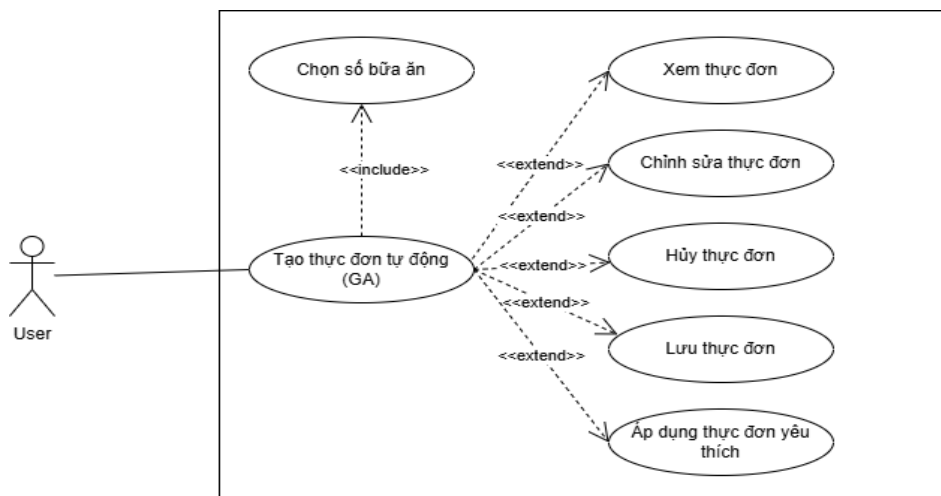 Chọn số bữa ăn
Xem thực đơn
<<extend>>
<<include>>
Chỉnh sửa thực đơn
<<extend>>
Tạo thực đơn tự động
(GA)
<<extend>>
Hủy thực đơn
<<extend>>
User
Lưu thực đơn
<<extend>>
Áp dụng thực đơn yêu
thích